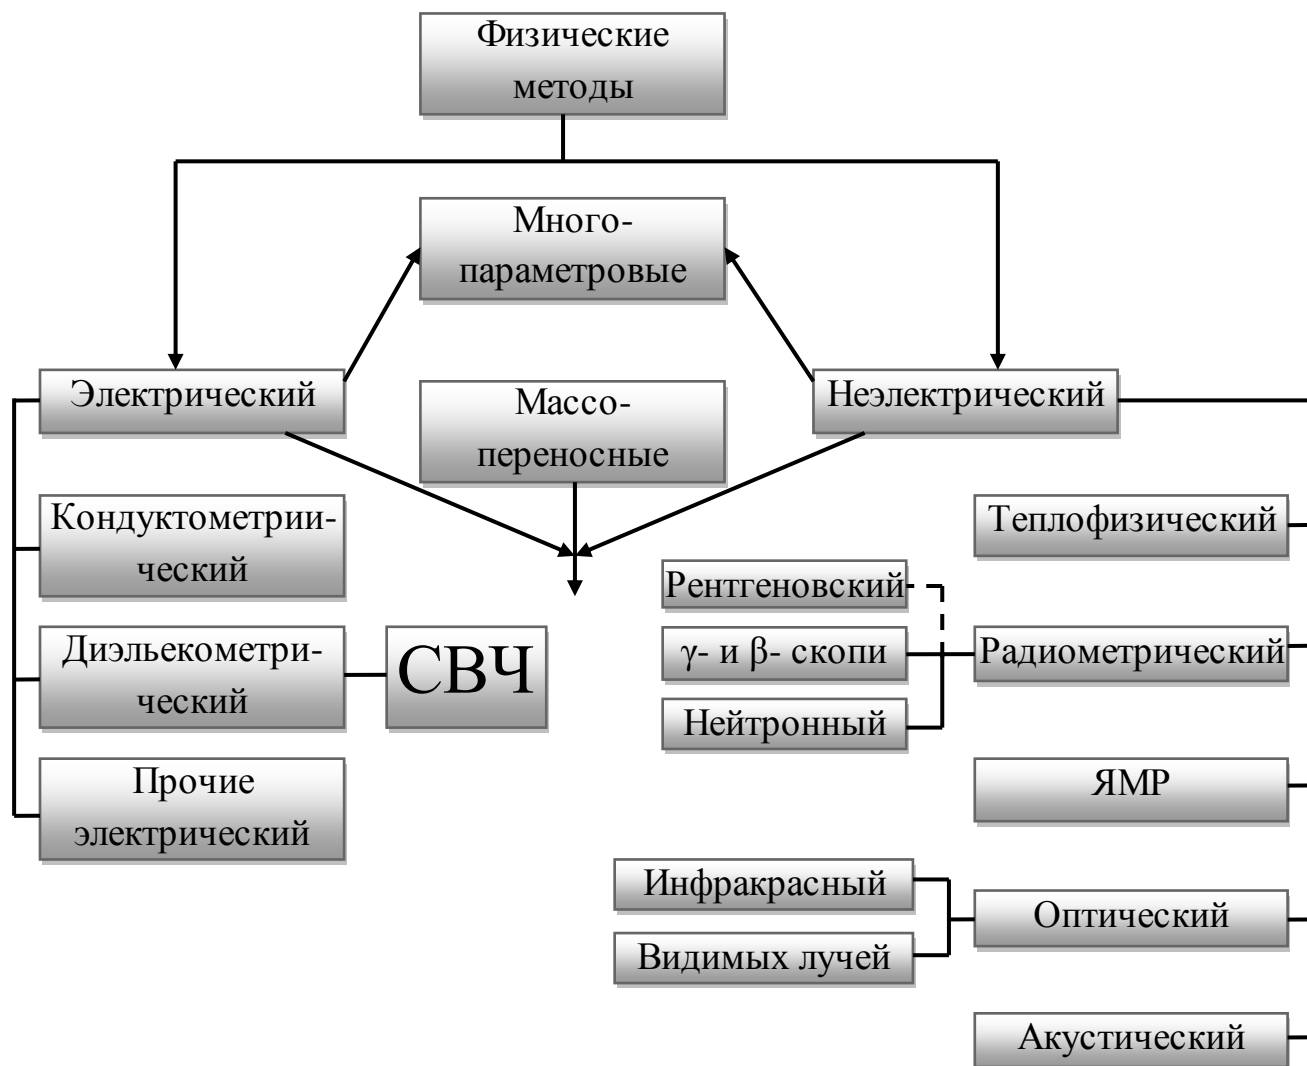 Физические
методы
Много-
параметровые
Электрический
Массо-
переносные
Неэлектрический
Кондуктометрии-
ческий
Теплофизический
Рентгеновский
Диэльекометри-
ческий
СВЧ
γ- и β- скопи
Радиометрический
Нейтронный
Прочие
электрический
ЯМР
Инфракрасный
Оптический
Видимых лучей
Акустический